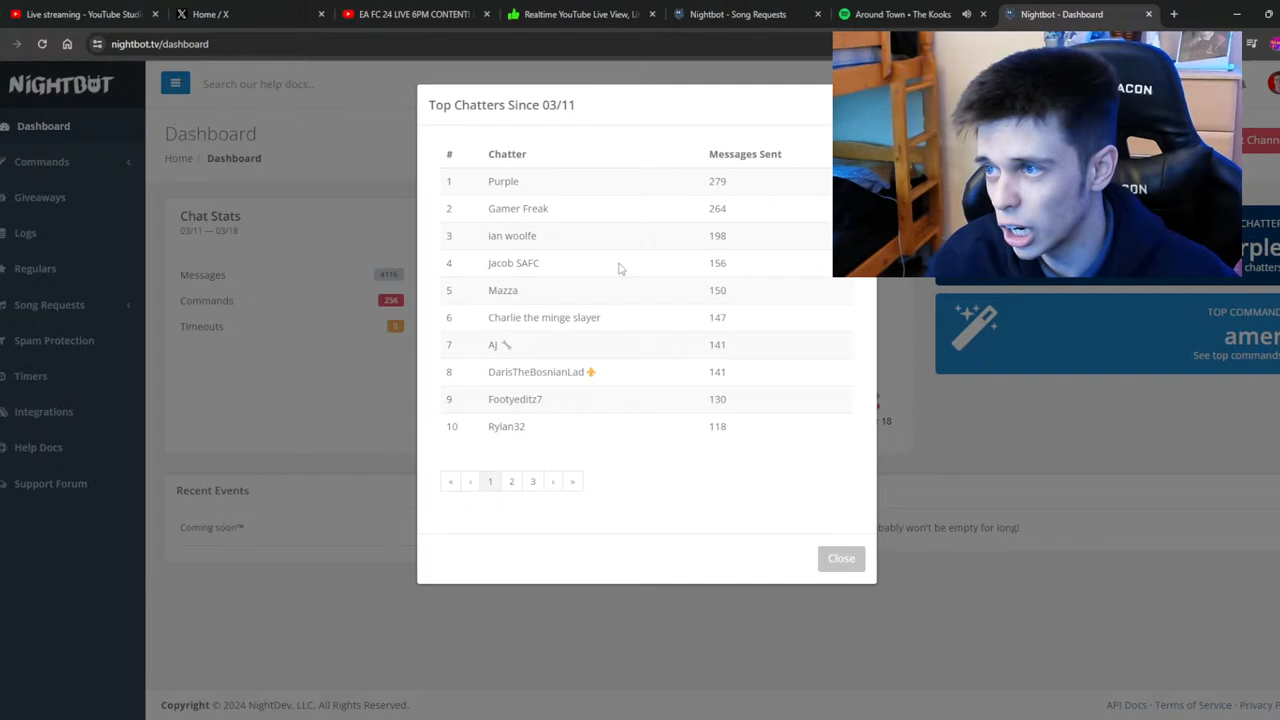 Live streaming - YouTube Studio
Home / X
EA FC 24 LIVE 6PM CONTENT!
Realtime YouTube Live View, Li
Nightbot - Song Requests
Around Town • The Kooks
Nightbot - Dashboard
nightbot.tv/dashboard
NIGHTBOT
Search our help docs..
Dashboard
Commands
Giveaways
Logs
Regulars
Song Requests
Spam Protection
Timers
Integrations
Help Docs
Support Forum
Dashboard
Home / Dashboard
Chat Stats
03/11 — 03/18
Messages 4116
Commands 256
Timeouts 0
Recent Events
Coming soon™
Top Chatters Since 03/11
# Chatter Messages Sent
1 Purple 279
2 Gamer Freak 264
3 ian woolfe 198
4 Jacob SAFC 156
5 Mazza 150
6 Charlie the minge slayer 147
7 AJ 🔧 141
8 DarisTheBosnianLad⚜️ 141
9 Footyeditz7 130
10 Rylan32 118
« ‹ 1 2 3 › »
Close
ACON
CON
TOP COMMAND
amer
See top commands
18
bably won't be empty for long!
Copyright © 2024 NightDev, LLC. All Rights Reserved.
API Docs · Terms of Service · Privacy P